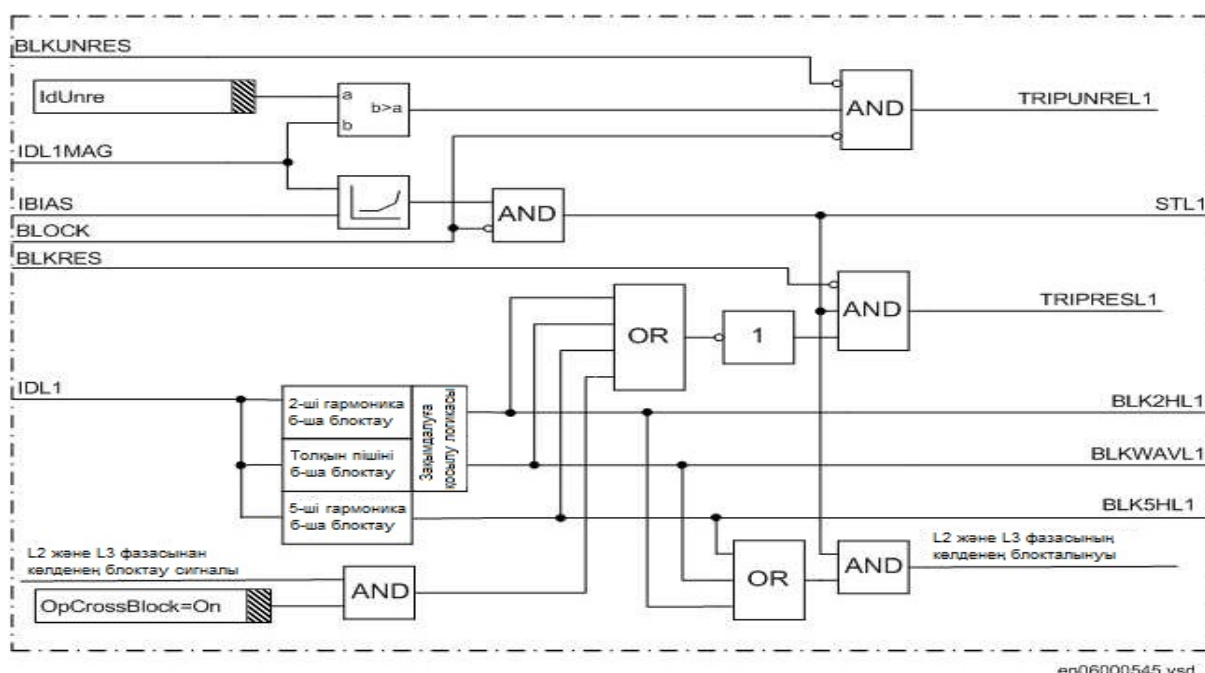 BLKUNRES
IdUnre
a
b>a
b
AND
TRIPUNREL1
IDL1MAG
IBIAS
AND
STL1
BLOCK
BLKRES
AND
TRIPRESL1
OR
1
IDL1
2-ші гармоника
б-ша блоктау
Толқын пішіні
б-ша блоктау
5-ші гармоника
б-ша блоктау
Зақымдалуға
қосылу логикасы
BLK2HL1
BLKWAVL1
BLK5HL1
L2 және L3 фазасынан
көлденең блоктау сигналы
AND
OpCrossBlock=On
OR
AND
L2 және L3 фазасының
көлденең блокталынуы
en06000545.vsd